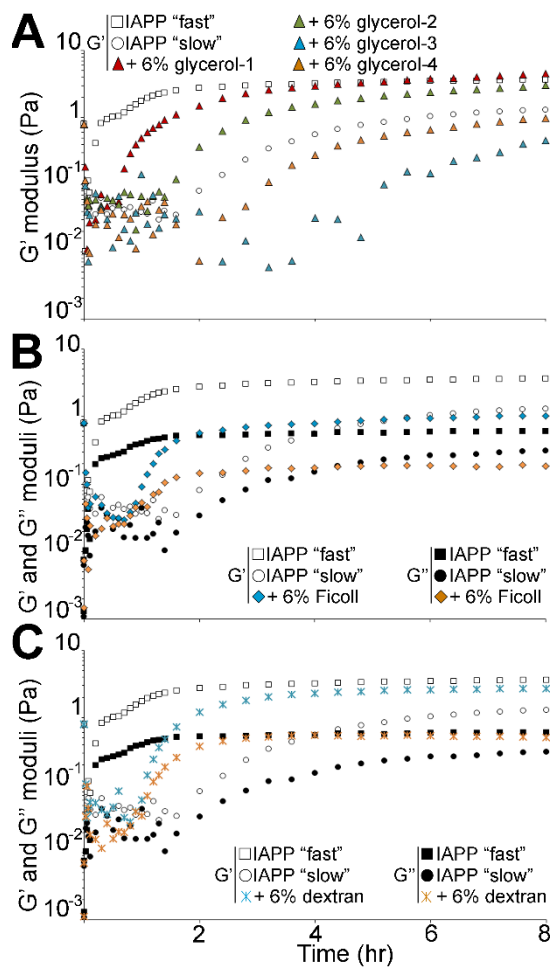 A
G' IAPP "fast"
IAPP "slow"
+ 6% glycerol-1
+ 6% glycerol-2
+ 6% glycerol-3
+ 6% glycerol-4
G' modulus (Pa)
10
1
10-1
10-2
10-3
2 4 6 8
B
G' and G" moduli (Pa)
10
1
10-1
10-2
10-3
G' IAPP "fast"
IAPP "slow"
+ 6% Ficoll
G" IAPP "fast"
IAPP "slow"
+ 6% Ficoll
C
G' and G" moduli (Pa)
10
1
10-1
10-2
10-3
G' IAPP "fast"
IAPP "slow"
+ 6% dextran
G" IAPP "fast"
IAPP "slow"
+ 6% dextran
2 4 6 8
Time (hr)